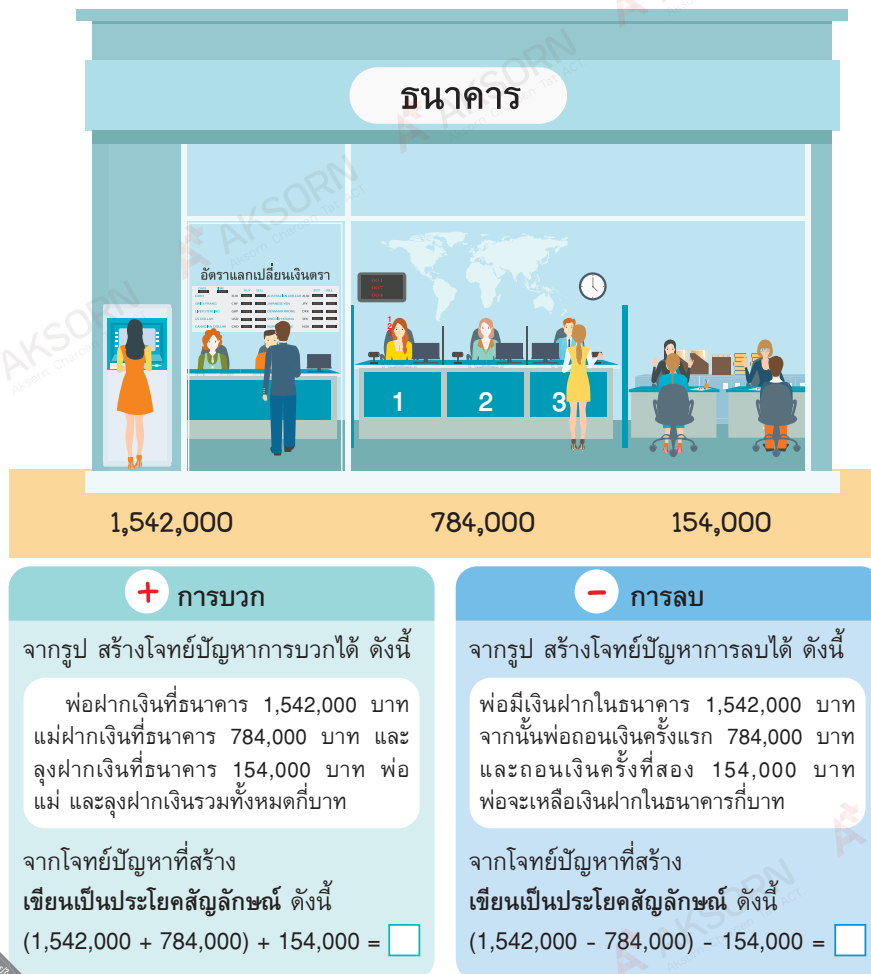 ธนาคาร
อัตราแลกเปลี่ยนเงินตรา
1 2 3
1,542,000 784,000 154,000
+ การบวก
จากรูป สร้างโจทย์ปัญหาการบวกได้ ดังนี้
พ่อฝากเงินที่ธนาคาร 1,542,000 บาท
แม่ฝากเงินที่ธนาคาร 784,000 บาท และ
ลุงฝากเงินที่ธนาคาร 154,000 บาท พ่อ
แม่ และลุงฝากเงินรวมทั้งหมดกี่บาท
จากโจทย์ปัญหาที่สร้าง
เขียนเป็นประโยคสัญลักษณ์ ดังนี้
(1,542,000 + 784,000) + 154,000 =
- การลบ
จากรูป สร้างโจทย์ปัญหาการลบได้ ดังนี้
พ่อมีเงินฝากในธนาคาร 1,542,000 บาท
จากนั้นพ่อถอนเงินครั้งแรก 784,000 บาท
และถอนเงินครั้งที่สอง 154,000 บาท
พ่อจะเหลือเงินฝากในธนาคารกี่บาท
จากโจทย์ปัญหาที่สร้าง
เขียนเป็นประโยคสัญลักษณ์ ดังนี้
(1,542,000 - 784,000) - 154,000 =
AKSORN
Aksorn Charoen Tat ACT